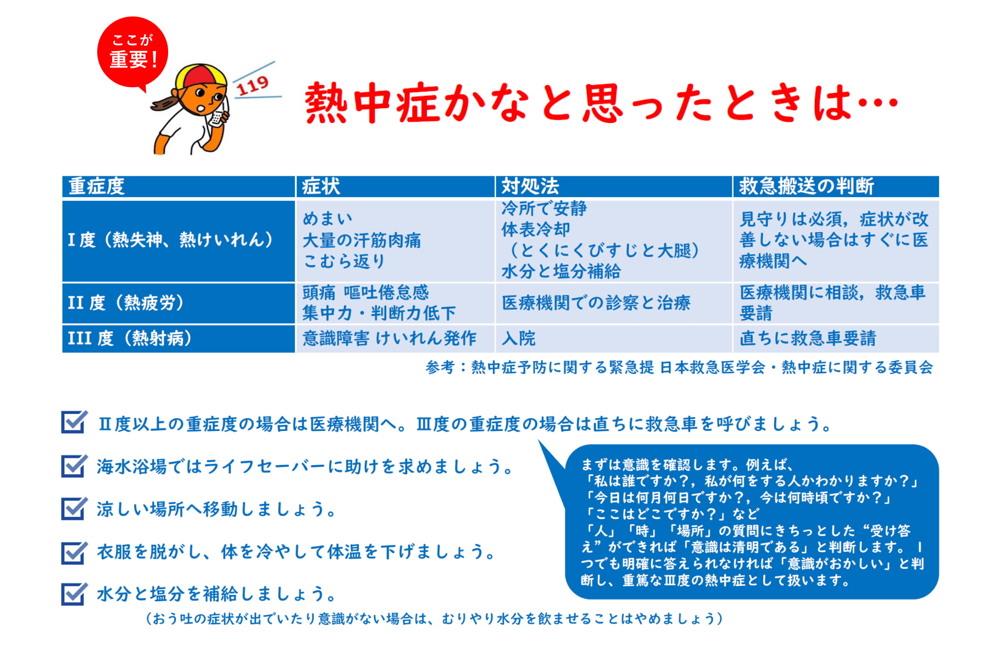 ここが
重要！
119
熱中症かなと思ったときは…
重症度
症状
対処法
救急搬送の判断
I 度（熱失神、熱けいれん）
めまい
大量の汗筋肉痛
こむら返り
冷所で安静
体表冷却
（とくにくびすじと大腿）
水分と塩分補給
見守りは必須，症状が改
善しない場合はすぐに医
療機関へ
II 度（熱疲労）
頭痛 嘔吐倦怠感
集中力・判断力低下
医療機関での診察と治療
医療機関に相談，救急車
要請
III 度（熱射病）
意識障害 けいれん発作
入院
直ちに救急車要請
参考：熱中症予防に関する緊急提 日本救急医学会・熱中症に関する委員会
Ⅱ度以上の重症度の場合は医療機関へ。Ⅲ度の重症度の場合は直ちに救急車を呼びましょう。
海水浴場ではライフセーバーに助けを求めましょう。
涼しい場所へ移動しましょう。
衣服を脱がし、体を冷やして体温を下げましょう。
水分と塩分を補給しましょう。
（おう吐の症状が出でいたり意識がない場合は、むりやり水分を飲ませることはやめましょう）
まずは意識を確認します。例えば、
「私は誰ですか？，私が何をする人かわかりますか？」
「今日は何月何日ですか？，今は何時頃ですか？」
「ここはどこですか？」など
「人」「時」「場所」の質問にきちっとした“受け答
え”ができれば「意識は清明である」と判断します。 1
つでも明確に答えられなければ「意識がおかしい」と判
断し、重篤なⅢ度の熱中症として扱います。